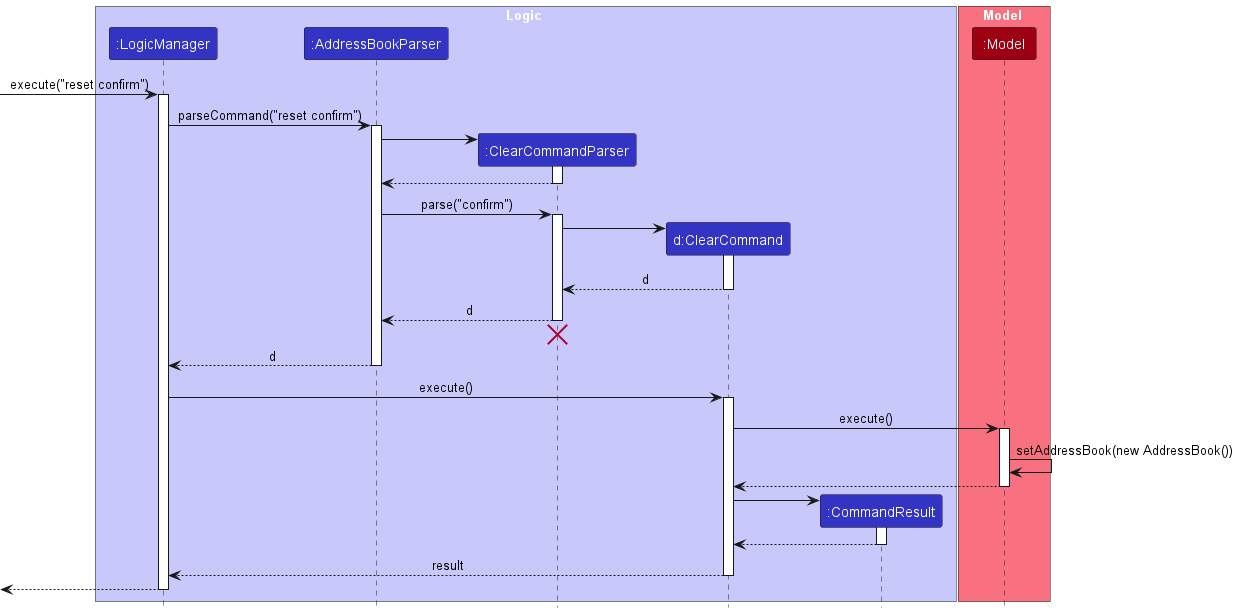 Logic
Model
:LogicManager
:AddressBookParser
:Model
execute("reset confirm")
parseCommand("reset confirm")
:ClearCommandParser
parse("confirm")
d:ClearCommand
d
d
d
execute()
execute()
setAddressBook(new AddressBook())
:CommandResult
result